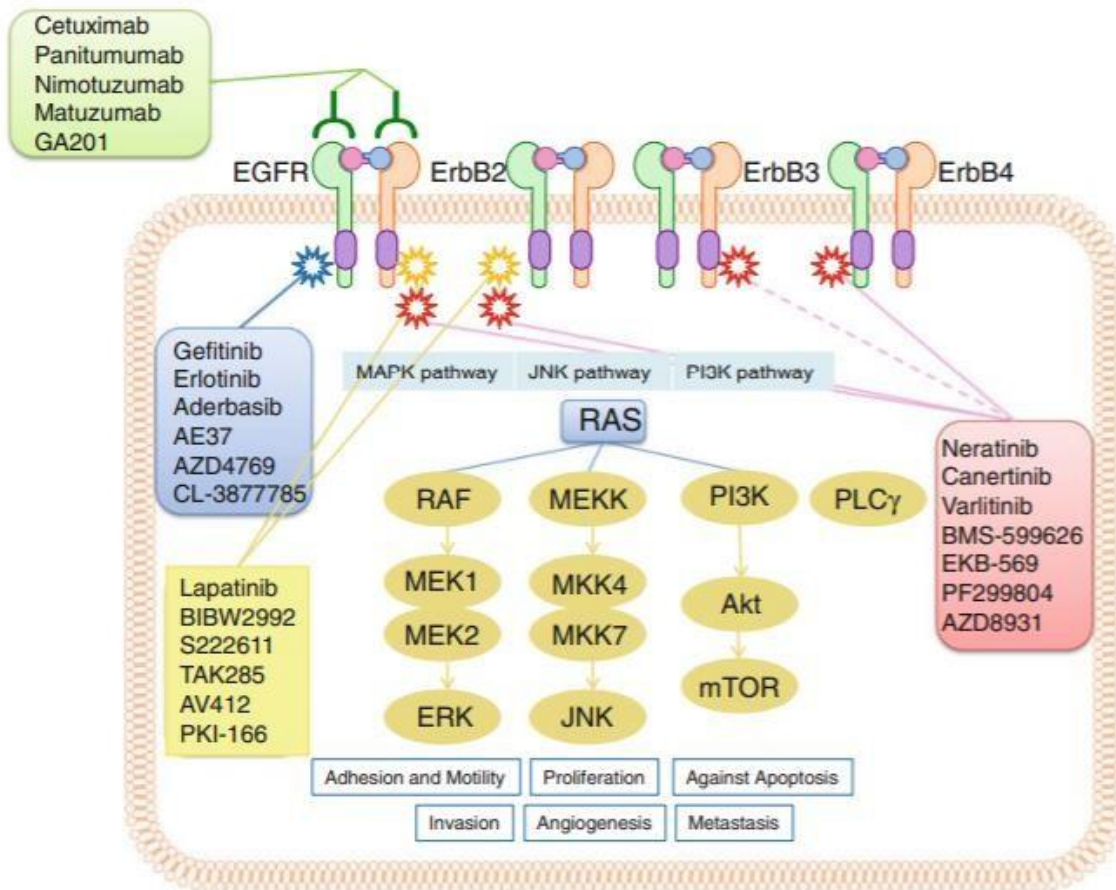 Cetuximab
Panitumumab
Nimotuzumab
Matuzumab
GA201
EGFR
ErbB2
ErbB3
ErbB4
Gefitinib
Erlotinib
Aderbasib
AE37
AZD4769
CL-3877785
MAPK pathway
JNK pathway
PI3K pathway
RAS
RAF
MEKK
PI3K
PLCγ
MEK1
MKK4
Akt
MEK2
MKK7
mTOR
ERK
JNK
Neratinib
Canertinib
Varlitinib
BMS-599626
EKB-569
PF299804
AZD8931
Lapatinib
BIBW2992
S222611
TAK285
AV412
PKI-166
Adhesion and Motility
Proliferation
Against Apoptosis
Invasion
Angiogenesis
Metastasis